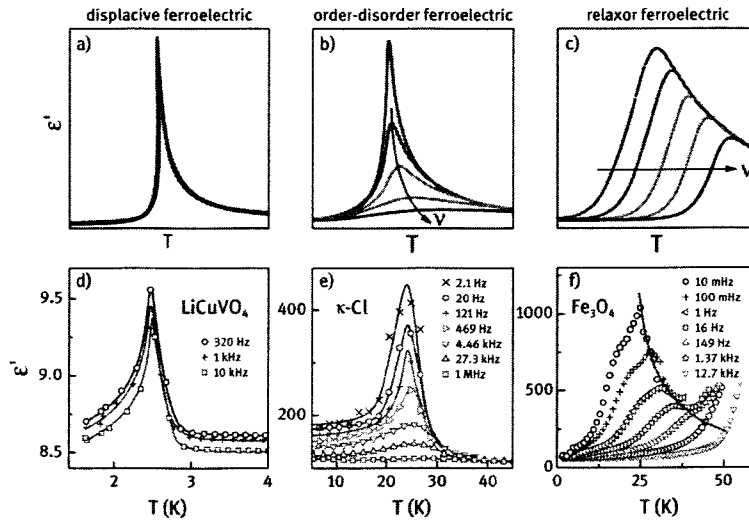 displacive ferroelectric
order-disorder ferroelectric
relaxor ferroelectric
a)
b)
c)
ε'
ν
ν
T
T
T
d)
LiCuVO₄
320 Hz
1 kHz
10 kHz
e)
κ-Cl
2.1 Hz
20 Hz
121 Hz
469 Hz
4.46 kHz
27.3 kHz
1 MHz
f)
Fe₃O₄
10 mHz
100 mHz
1 Hz
16 Hz
149 Hz
1.37 kHz
12.7 kHz
ε'
9.5
9.0
8.5
400
200
1000
500
0
2
3
4
10
20
30
40
0
25
50
T (K)
T (K)
T (K)